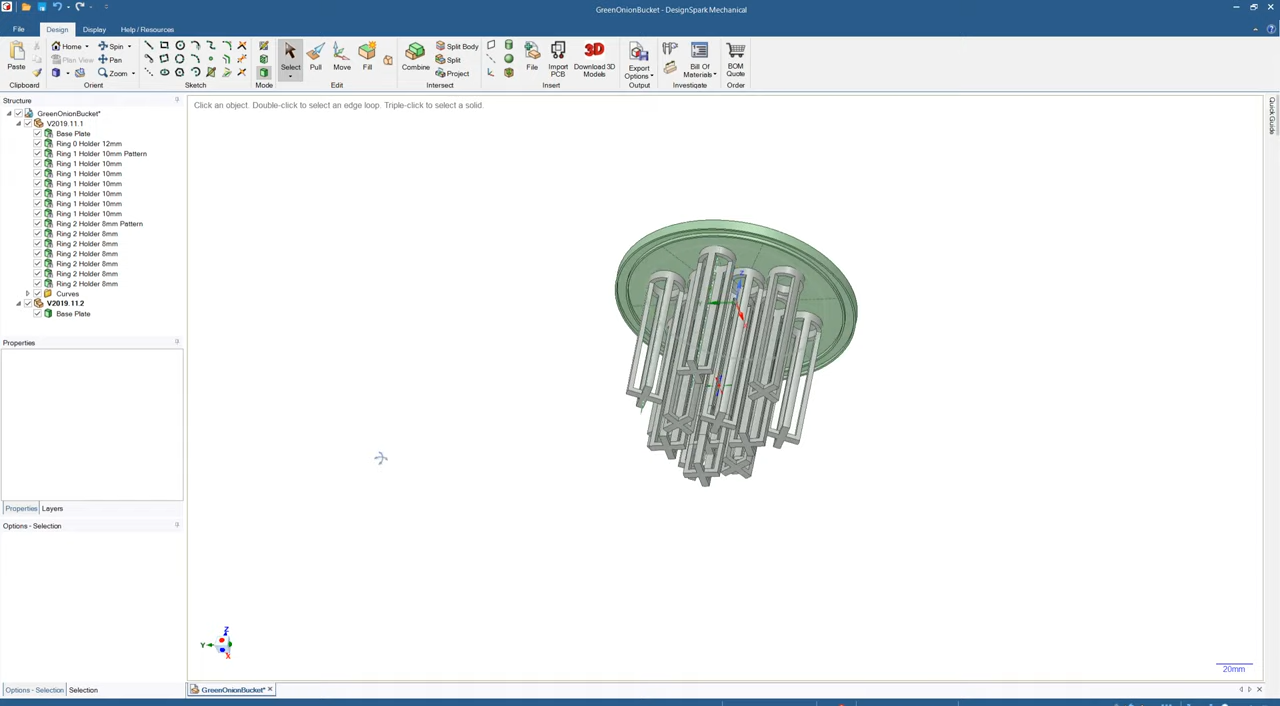 GreenOnionBucket - DesignSpark Mechanical
File
Design
Display
Help / Resources
Paste
Home
Plan View
Spin
Pan
Zoom
Select
Pull
Move
Fill
Combine
Split Body
Split
Project
File
Import PCB
Download 3D Models
Export Options
Bill Of Materials
BOM Quote
Clipboard
Orient
Sketch
Mode
Edit
Intersect
Insert
Output
Investigate
Order
Structure
Click an object. Double-click to select an edge loop. Triple-click to select a solid.
Quick Guide
GreenOnionBucket*
V2019.11.1
Base Plate
Ring 0 Holder 12mm
Ring 1 Holder 10mm Pattern
Ring 1 Holder 10mm
Ring 1 Holder 10mm
Ring 1 Holder 10mm
Ring 1 Holder 10mm
Ring 1 Holder 10mm
Ring 1 Holder 10mm
Ring 2 Holder 8mm Pattern
Ring 2 Holder 8mm
Ring 2 Holder 8mm
Ring 2 Holder 8mm
Ring 2 Holder 8mm
Ring 2 Holder 8mm
Ring 2 Holder 8mm
Curves
V2019.11.2
Base Plate
Properties
Properties
Layers
Options - Selection
Z
Y
X
20mm
Options - Selection
Selection
GreenOnionBucket*